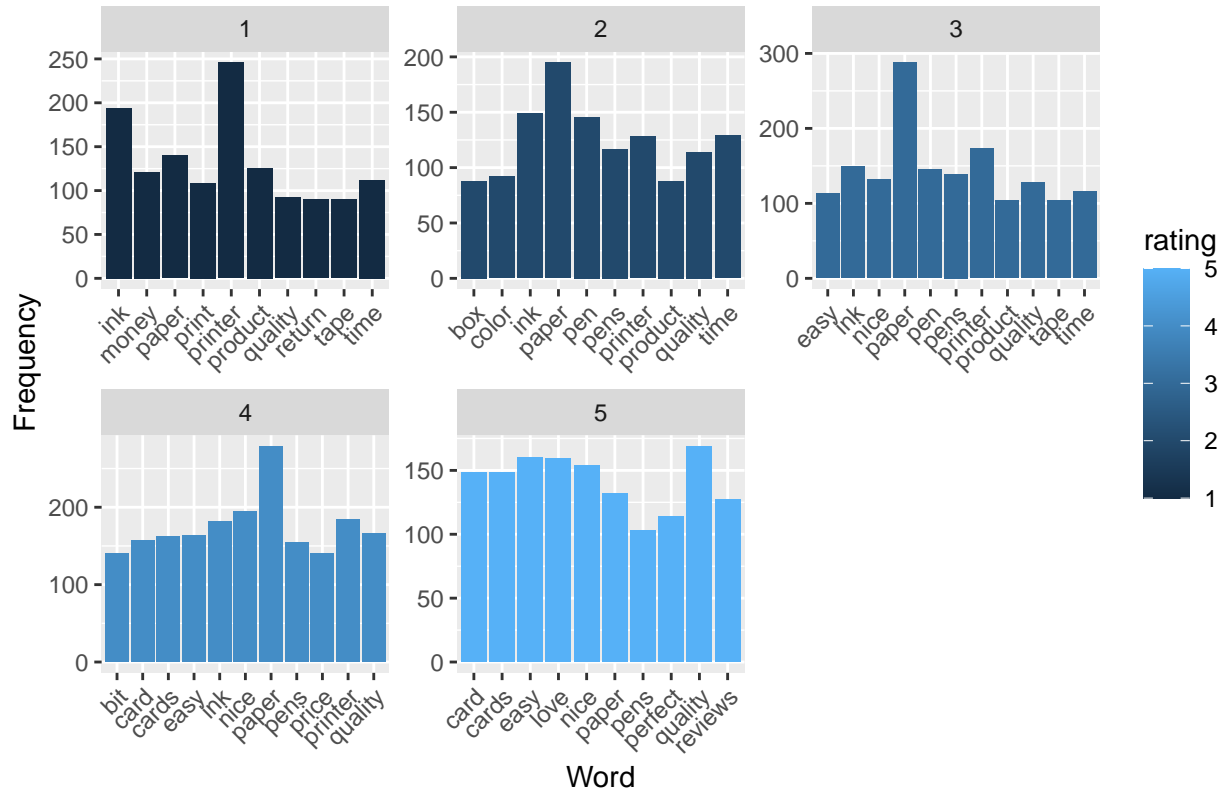 1
2
3
250
200
150
100
50
0
ink
money
paper
print
printer
product
quality
return
tape
time
200
150
100
50
0
box
color
ink
paper
pen
pens
printer
product
quality
time
300
200
100
0
easy
ink
nice
paper
pen
pens
printer
product
quality
tape
time
4
5
200
100
0
bit
card
cards
easy
ink
nice
paper
pens
price
printer
quality
150
100
50
0
card
cards
easy
love
nice
paper
pens
perfect
quality
reviews
Frequency
Word
rating
5
4
3
2
1